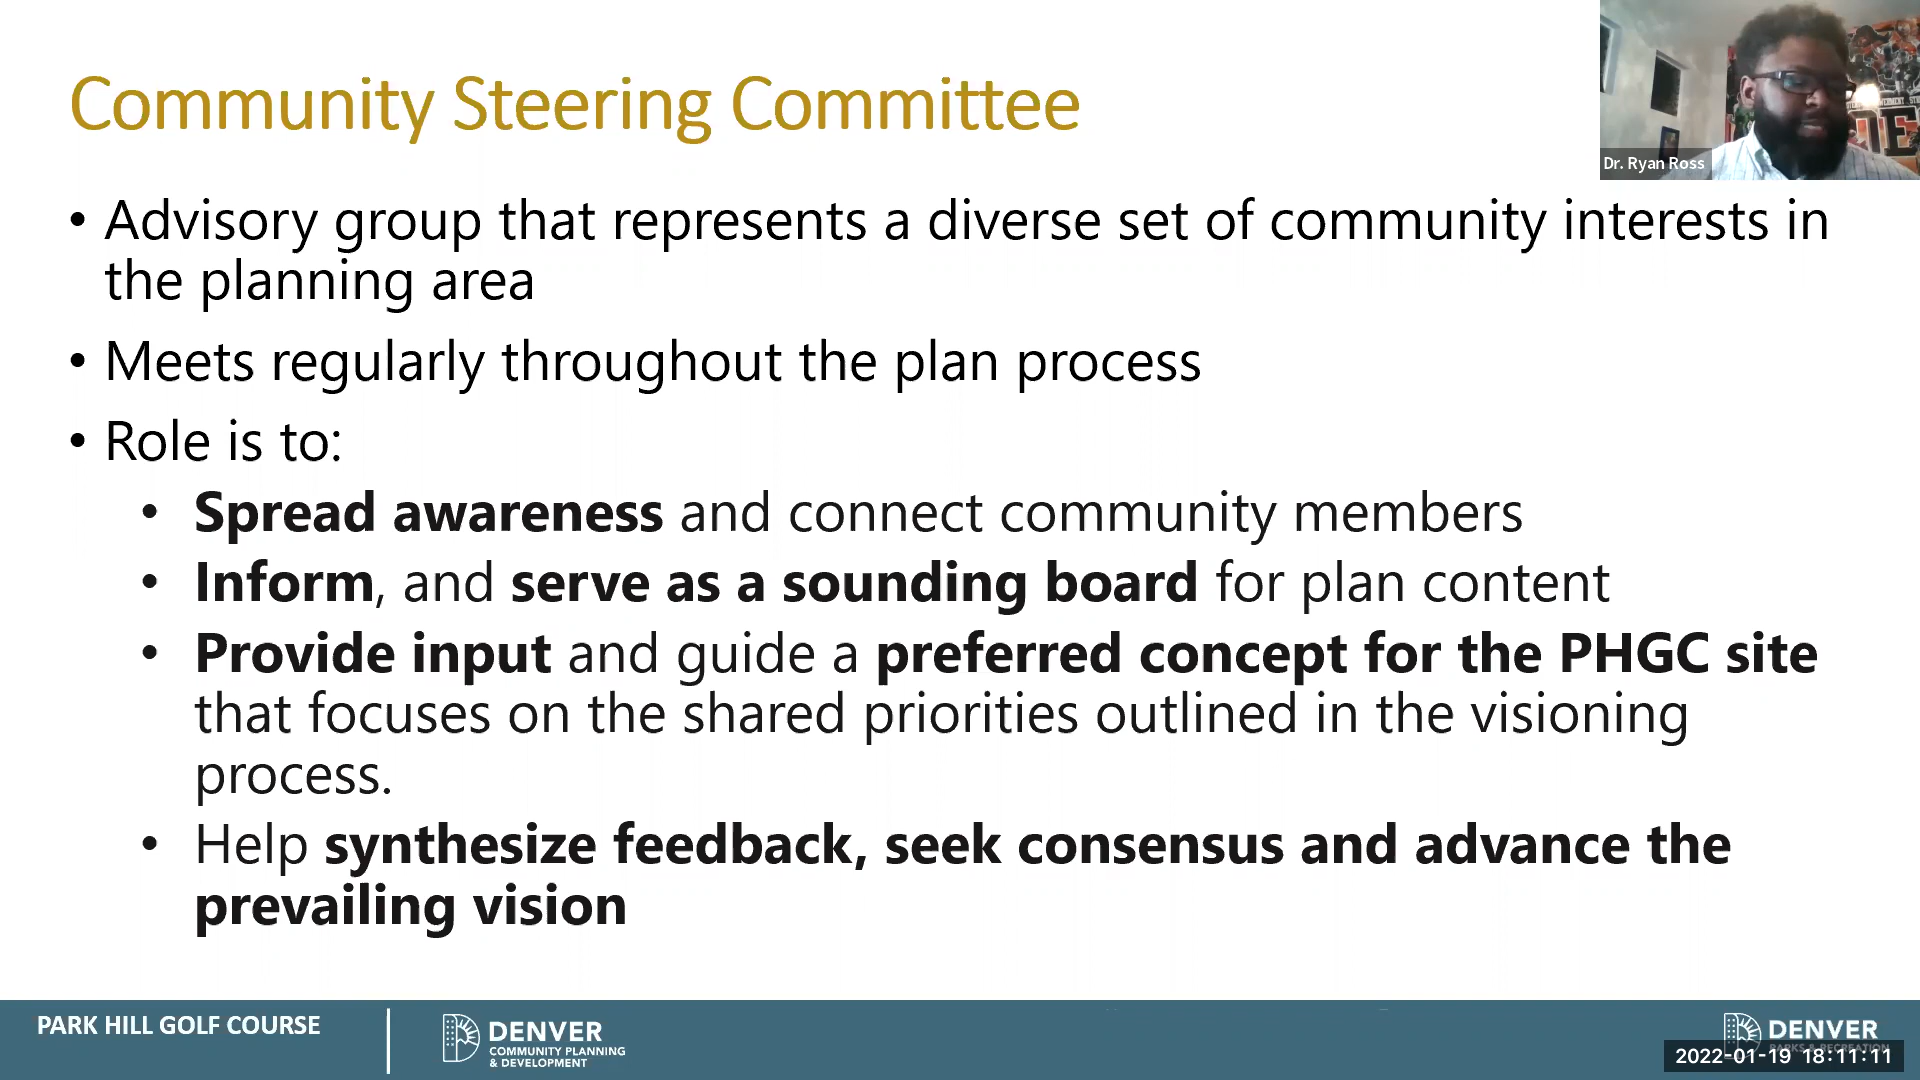 Community Steering Committee
Dr. Ryan Ross
• Advisory group that represents a diverse set of community interests in
the planning area
• Meets regularly throughout the plan process
• Role is to:
• Spread awareness and connect community members
• Inform, and serve as a sounding board for plan content
• Provide input and guide a preferred concept for the PHGC site
that focuses on the shared priorities outlined in the visioning
process.
• Help synthesize feedback, seek consensus and advance the
prevailing vision
PARK HILL GOLF COURSE
DENVER
COMMUNITY PLANNING
& DEVELOPMENT
DENVER
PARKS & RECREATION
2022-01-19 18:11:11